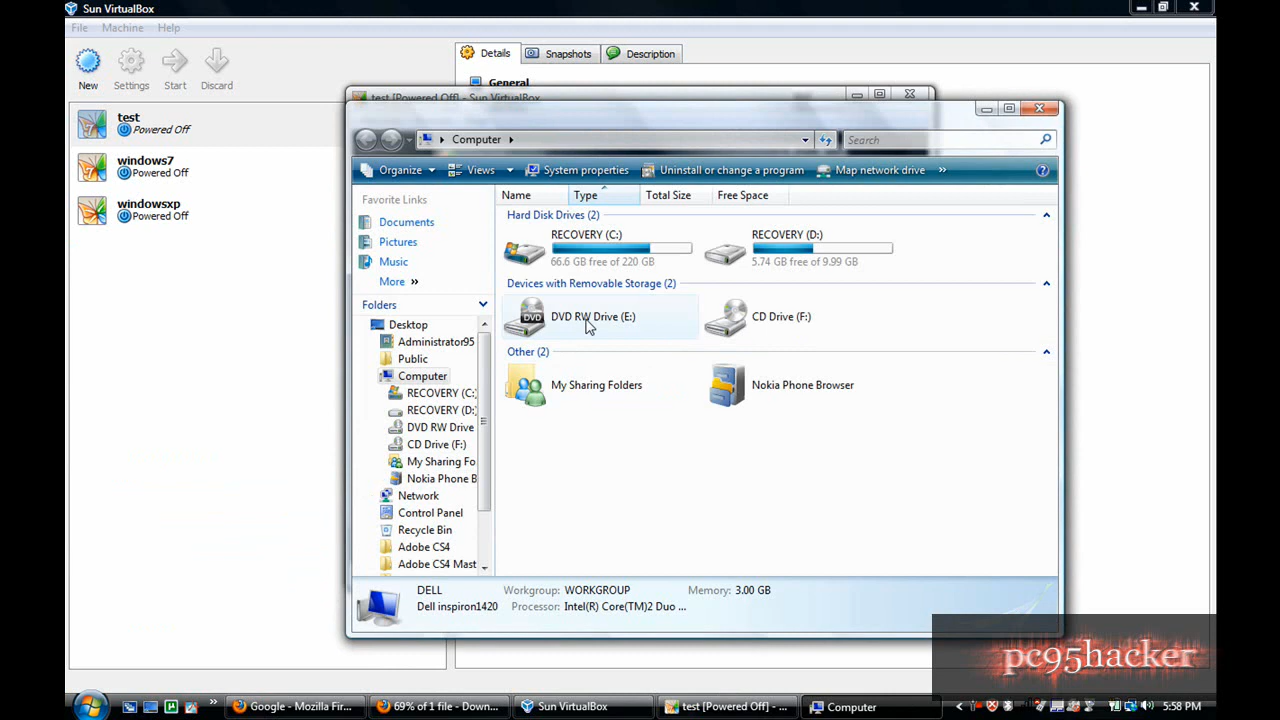 Sun VirtualBox
File Machine Help
New Settings Start Discard
Details Snapshots Description
General
test
Powered Off
windows7
Powered Off
windowsxp
Powered Off
test [Powered Off] - Sun VirtualBox
Computer
Search
Organize Views System properties Uninstall or change a program Map network drive »
Favorite Links
Documents
Pictures
Music
More »
Folders
Desktop
Administrator95
Public
Computer
RECOVERY (C:)
RECOVERY (D:)
DVD RW Drive
CD Drive (F:)
My Sharing Fo
Nokia Phone B
Network
Control Panel
Recycle Bin
Adobe CS4
Adobe CS4 Mast
Name Type Total Size Free Space
Hard Disk Drives (2)
RECOVERY (C:)
66.6 GB free of 220 GB
RECOVERY (D:)
5.74 GB free of 9.99 GB
Devices with Removable Storage (2)
DVD
DVD RW Drive (E:)
CD Drive (F:)
Other (2)
My Sharing Folders
Nokia Phone Browser
DELL Workgroup: WORKGROUP Memory: 3.00 GB
Dell inspiron1420 Processor: Intel(R) Core(TM)2 Duo ...
pc95hacker
» Google - Mozilla Fir... 69% of 1 file - Down... Sun VirtualBox test [Powered Off] - ... Computer 5:58 PM